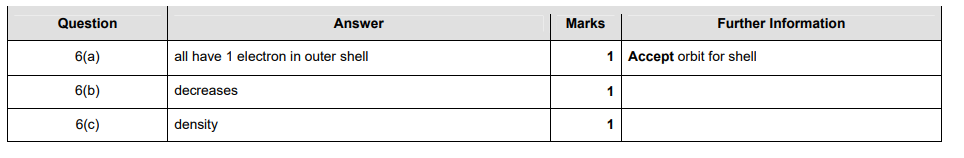 Question Answer Marks Further Information
6(a) all have 1 electron in outer shell 1 Accept orbit for shell
6(b) decreases 1
6(c) density 1